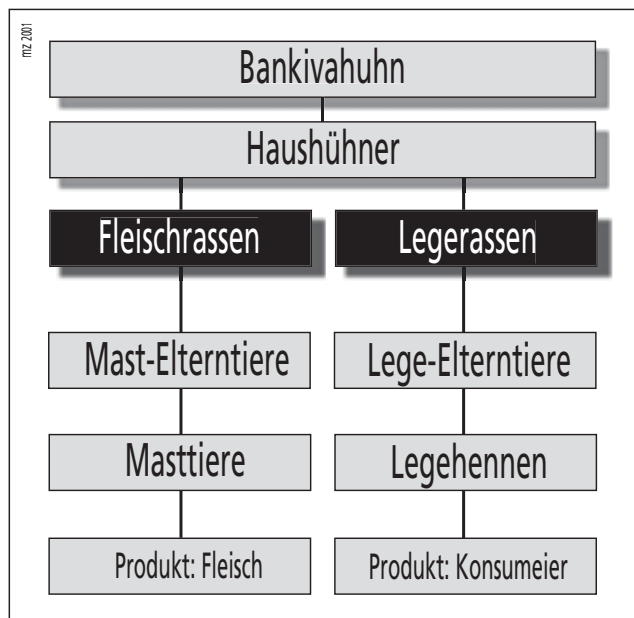 mz 2001
Bankivahuhn
Haushühner
Fleischrassen
Legerassen
Mast-Elterntiere
Lege-Elterntiere
Masttiere
Legehennen
Produkt: Fleisch
Produkt: Konsumeier